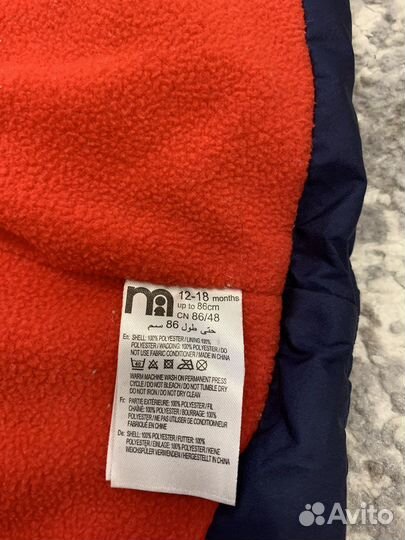 12-18 months
up to 86cm
CN 86/48
حتى طول 86 سم
En: SHELL: 100% POLYESTER / LINING 100%
POLYESTER / WADDING: 100% POLYESTER / DO
NOT USE FABRIC CONDITIONER / MADE IN CHINA
WARM MACHINE WASH ON PERMANENT PRESS
CYCLE / DO NOT BLEACH / DO NOT TUMBLE DRY
DO NOT IRON / DO NOT DRY CLEAN
Fr: PARTIE EXTÉRIEURE: 100% POLYESTER / FIL
CHAÎNE: 100% POLYESTER / BOURRAGE: 100%
POLYESTER / NE PAS UTILISER D'ADOUCISSANT
FABRIQUÉ EN CHINE
De: SHELL: 100% POLYESTER / FUTTER: 100%
POLYESTER / EINLAGE: 100% POLYESTER / KEINE
WEICHSPÜLER VERWENDEN / HERGESTELLT IN CHINA
Avito